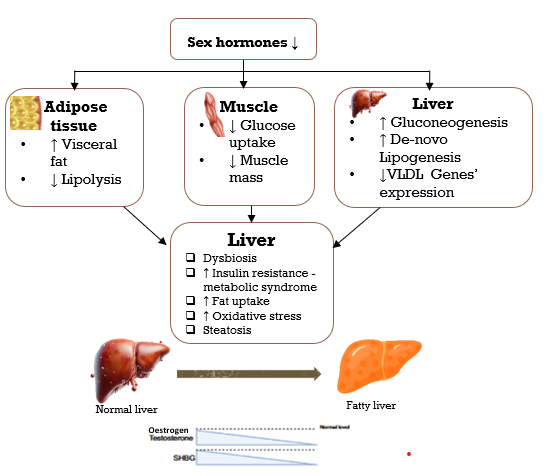 Sex hormones ↓
Adipose
tissue
• ↑ Visceral
fat
• ↓ Lipolysis
Muscle
• ↓ Glucose
uptake
• ↓ Muscle
mass
Liver
• ↑ Gluconeogenesis
• ↑ De-novo
Lipogenesis
• ↓VLDL Genes’
expression
Liver
❑ Dysbiosis
❑ ↑ Insulin resistance -
metabolic syndrome
❑ ↑ Fat uptake
❑ ↑ Oxidative stress
❑ Steatosis
Normal liver
Fatty liver
Oestrogen
Normal level
Testosterone
SHBG